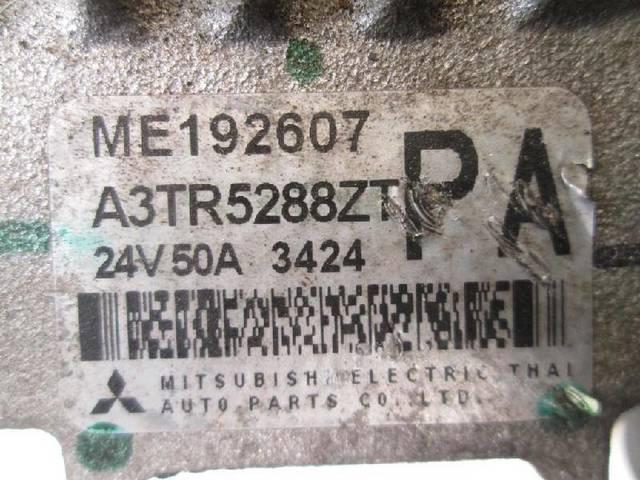 ME192607
PA
A3TR5288ZT
24V 50A 3424
MITSUBISHI ELECTRIC THAI
AUTO PARTS CO. LTD.